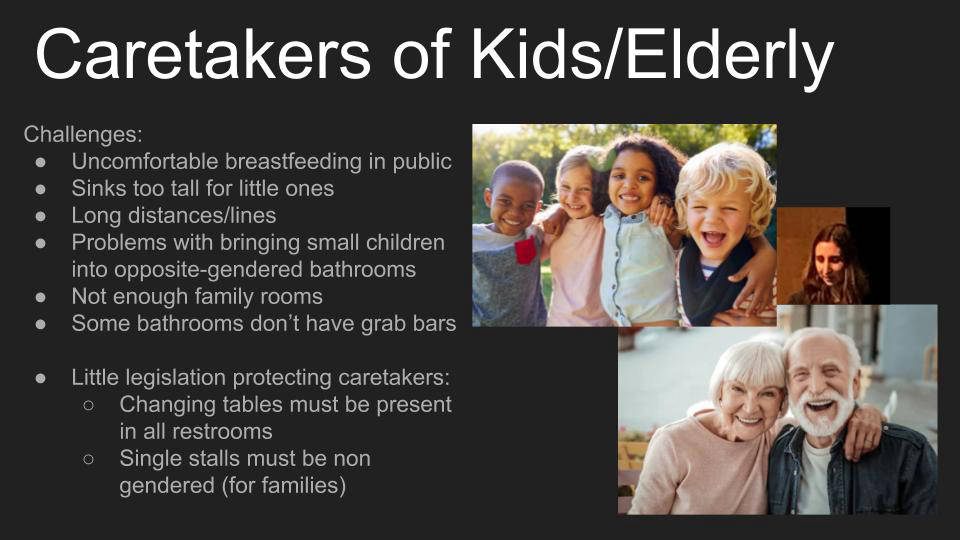 Caretakers of Kids/Elderly
Challenges:
● Uncomfortable breastfeeding in public
● Sinks too tall for little ones
● Long distances/lines
● Problems with bringing small children
into opposite-gendered bathrooms
● Not enough family rooms
● Some bathrooms don’t have grab bars
● Little legislation protecting caretakers:
○ Changing tables must be present
in all restrooms
○ Single stalls must be non
gendered (for families)